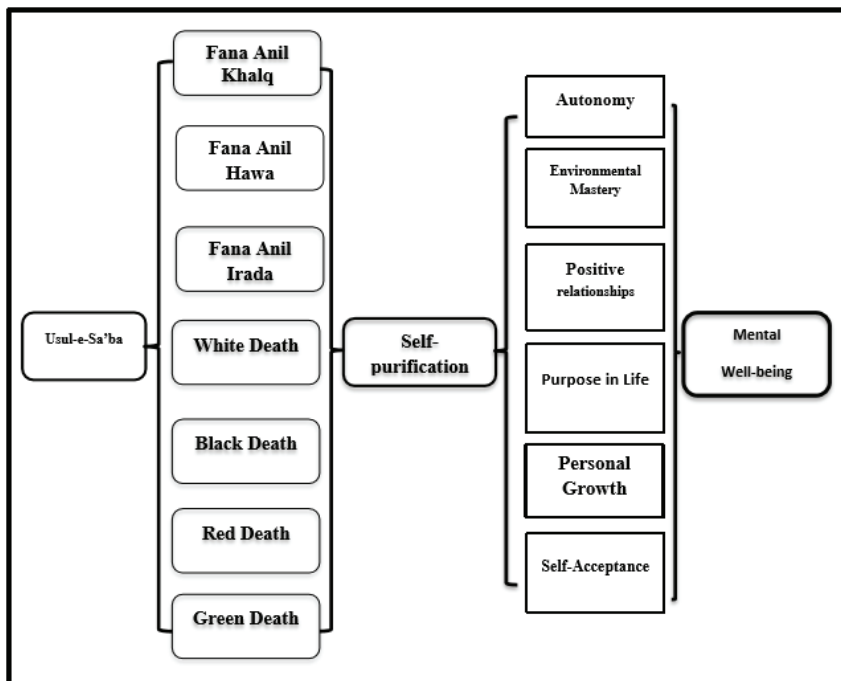 Usul-e-Sa’ba
Fana Anil
Khalq
Fana Anil
Hawa
Fana Anil
Irada
White Death
Black Death
Red Death
Green Death
Self-
purification
Autonomy
Environmental
Mastery
Positive
relationships
Purpose in Life
Personal
Growth
Self-Acceptance
Mental
Well-being